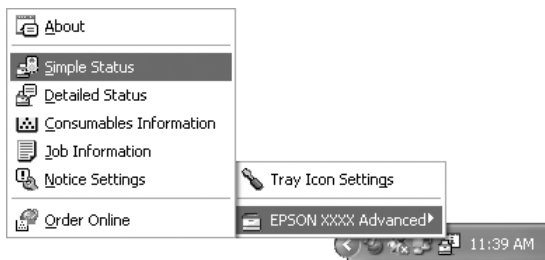 About
Simple Status
Detailed Status
Consumables Information
Job Information
Notice Settings
Order Online
Tray Icon Settings
EPSON XXXX Advanced
11:39 AM